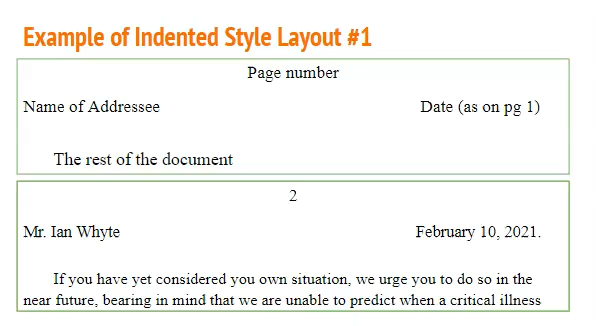 Example of Indented Style Layout #1
Page number
Name of Addressee Date (as on pg 1)
The rest of the document
2
Mr. Ian Whyte February 10, 2021.
If you have yet considered you own situation, we urge you to do so in the
near future, bearing in mind that we are unable to predict when a critical illness